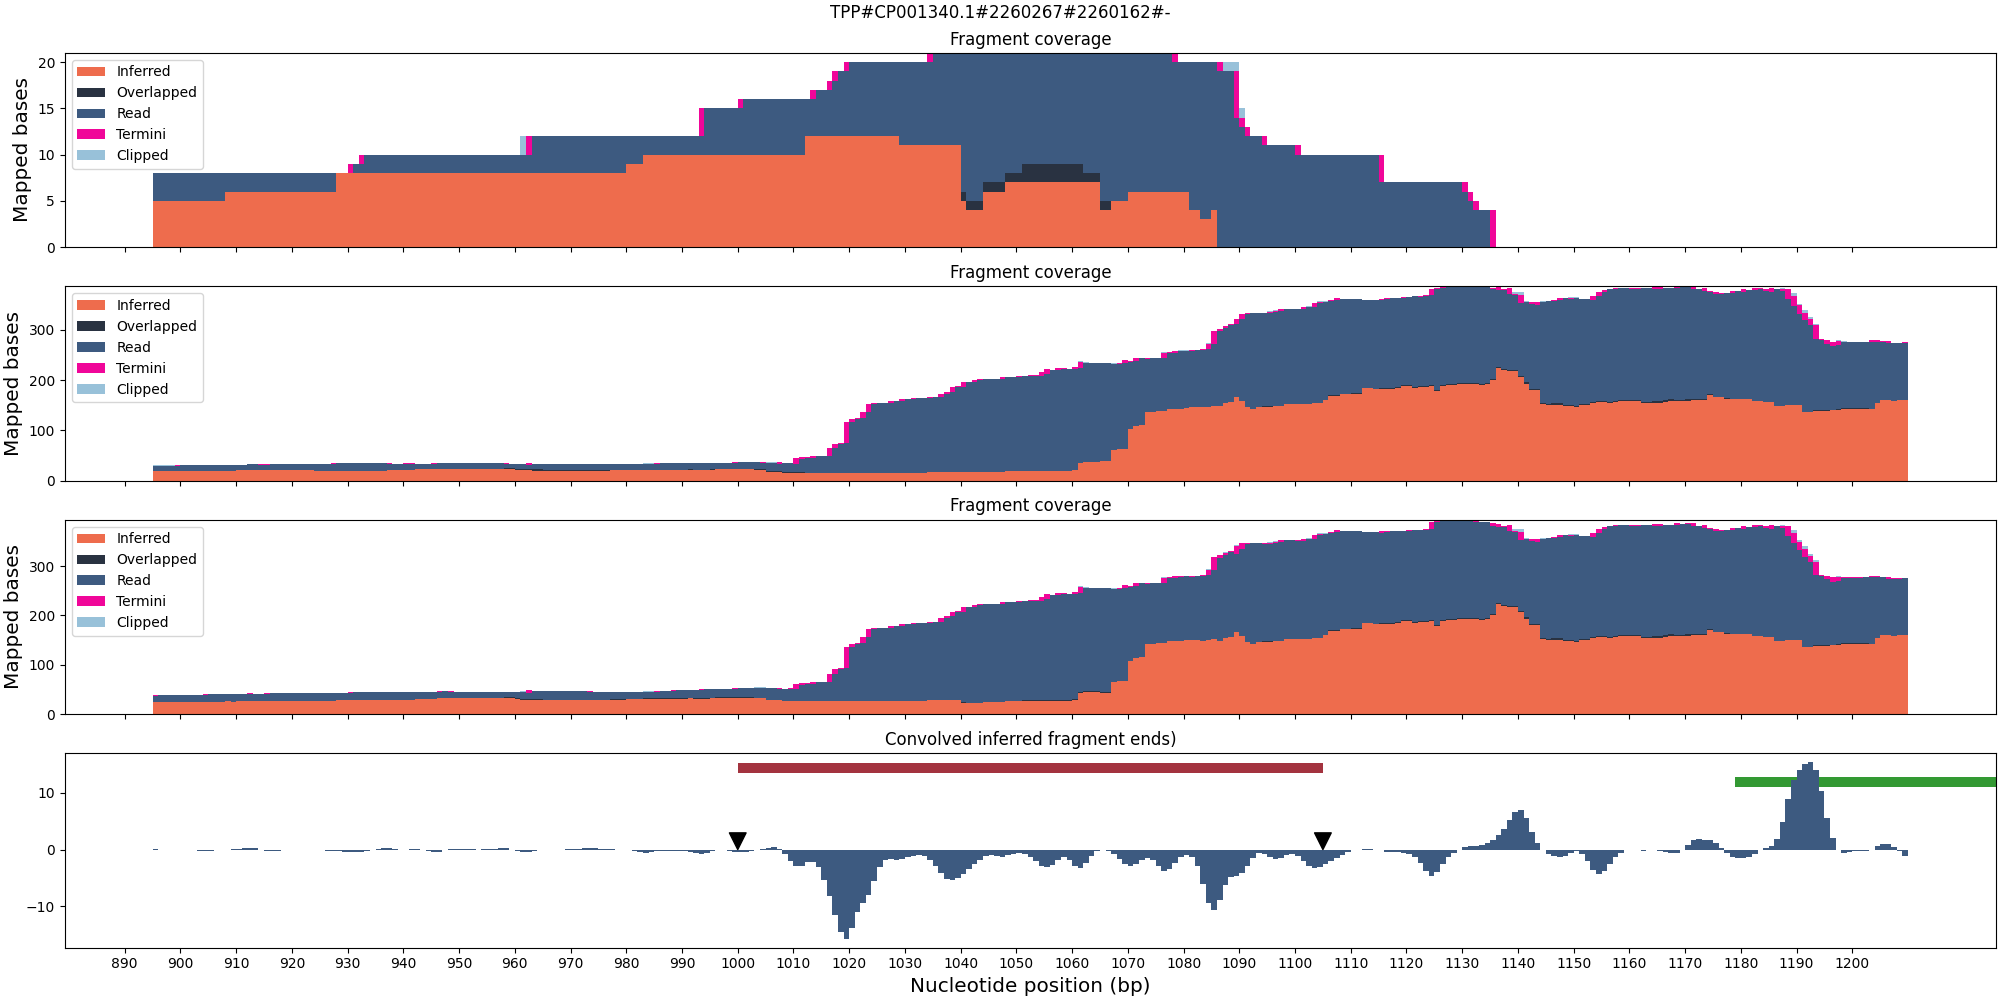 TPP#CP001340.1#2260267#2260162#-
Fragment coverage
Mapped bases
20
15
10
5
0
Inferred
Overlapped
Read
Termini
Clipped
Fragment coverage
Mapped bases
300
200
100
0
Inferred
Overlapped
Read
Termini
Clipped
Fragment coverage
Mapped bases
300
200
100
0
Inferred
Overlapped
Read
Termini
Clipped
Convolved inferred fragment ends)
10
0
−10
890 900 910 920 930 940 950 960 970 980 990 1000 1010 1020 1030 1040 1050 1060 1070 1080 1090 1100 1110 1120 1130 1140 1150 1160 1170 1180 1190 1200
Nucleotide position (bp)